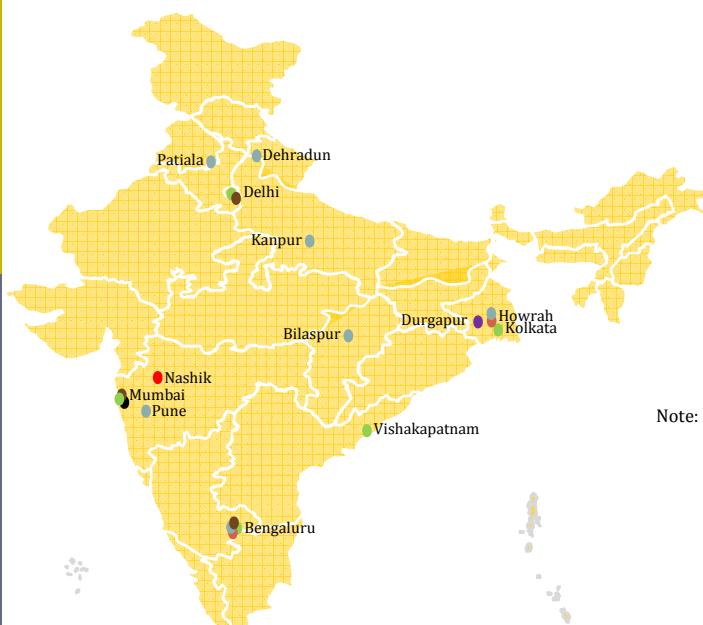 Patiala
Dehradun
Delhi
Kanpur
Durgapur
Howrah
Kolkata
Bilaspur
Nashik
Mumbai
Pune
Note:
Vishakapatnam
Bengaluru